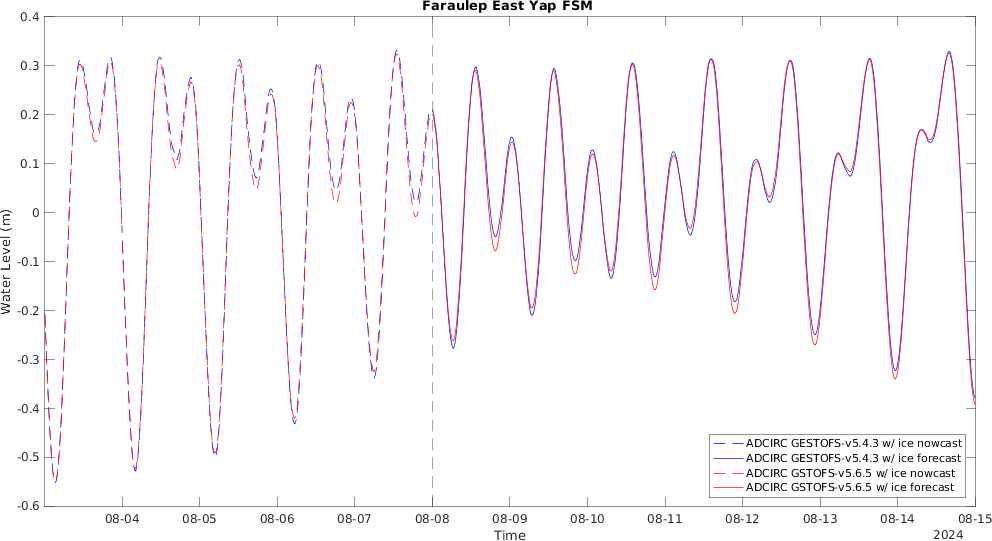 Faraulep East Yap FSM
0.4
0.3
0.2
0.1
0
-0.1
-0.2
-0.3
-0.4
-0.5
-0.6
Water Level (m)
ADCIRC GESTOFS-v5.4.3 w/ ice nowcast
ADCIRC GESTOFS-v5.4.3 w/ ice forecast
ADCIRC GSTOFS-v5.6.5 w/ ice nowcast
ADCIRC GSTOFS-v5.6.5 w/ ice forecast
08-04 08-05 08-06 08-07 08-08 08-09 08-10 08-11 08-12 08-13 08-14 08-15
Time
2024